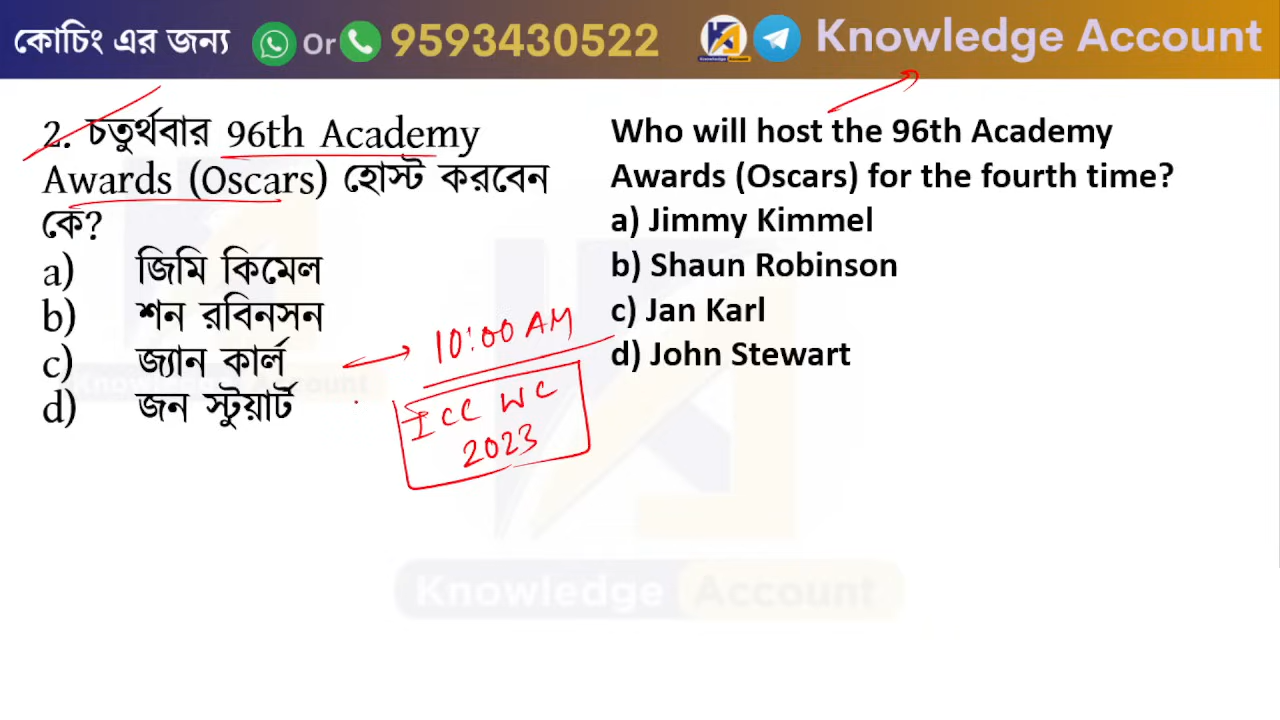 কোচিং এর জন্য Or 9593430522 Knowledge Account
2. চতুর্থবার 96th Academy
Awards (Oscars) হোস্ট করবেন
কে?
a) জিমি কিমেল
b) শন রবিনসন
c) জ্যান কার্ল
d) জন স্টুয়ার্ট
Who will host the 96th Academy
Awards (Oscars) for the fourth time?
a) Jimmy Kimmel
b) Shaun Robinson
c) Jan Karl
d) John Stewart
10:00 AM
ICC WC
2023
Knowledge Account